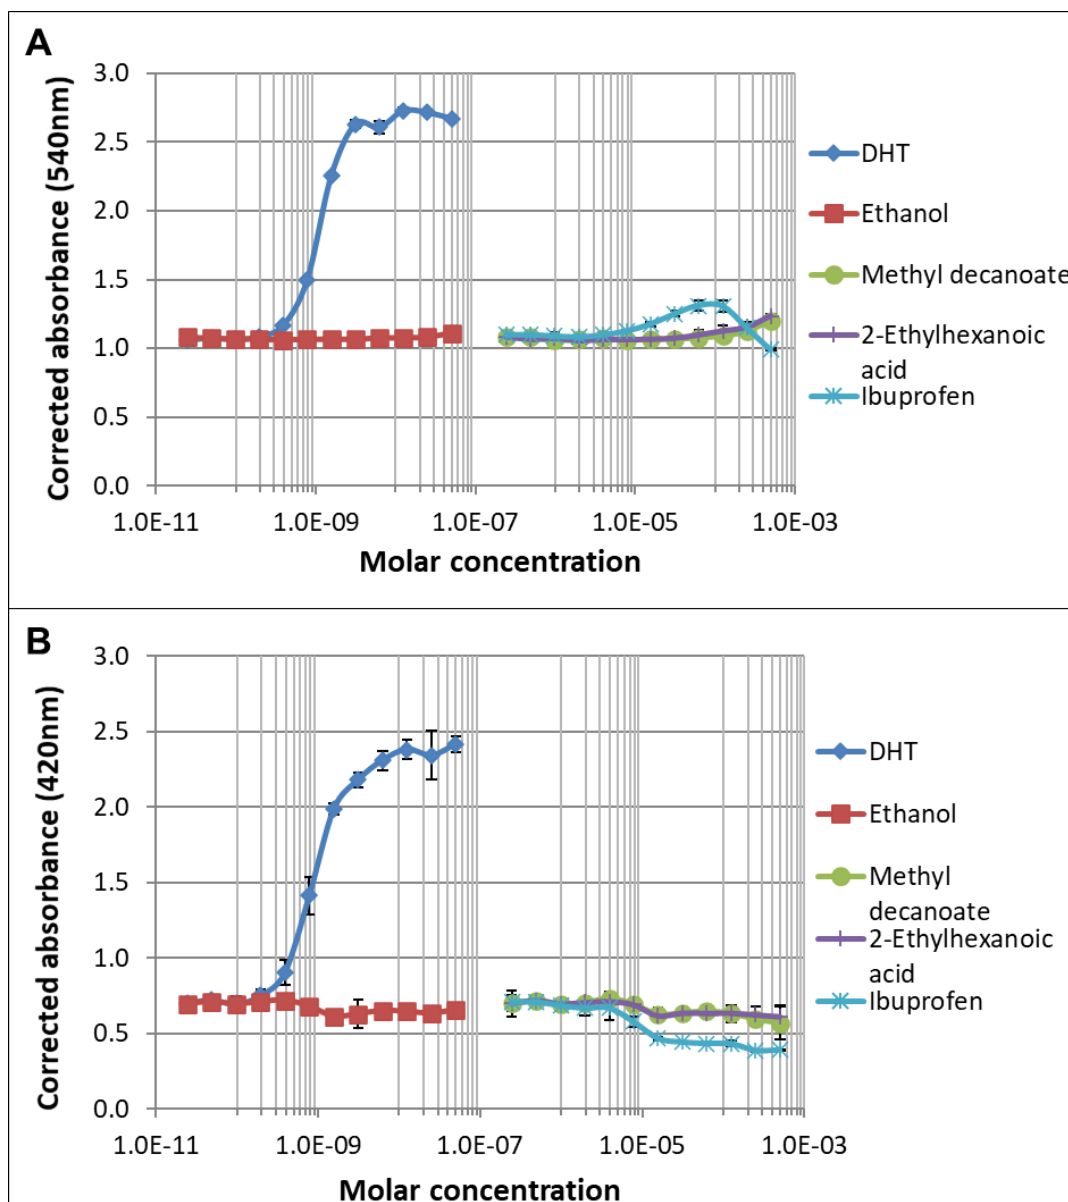 A
Corrected absorbance (540nm)
3.0
2.5
2.0
1.5
1.0
0.5
0.0
1.0E-11
1.0E-09
1.0E-07
1.0E-05
1.0E-03
Molar concentration
DHT
Ethanol
Methyl decanoate
2-Ethylhexanoic
acid
Ibuprofen
B
Corrected absorbance (420nm)
3.0
2.5
2.0
1.5
1.0
0.5
0.0
1.0E-11
1.0E-09
1.0E-07
1.0E-05
1.0E-03
Molar concentration
DHT
Ethanol
Methyl
decanoate
2-Ethylhexanoic
acid
Ibuprofen